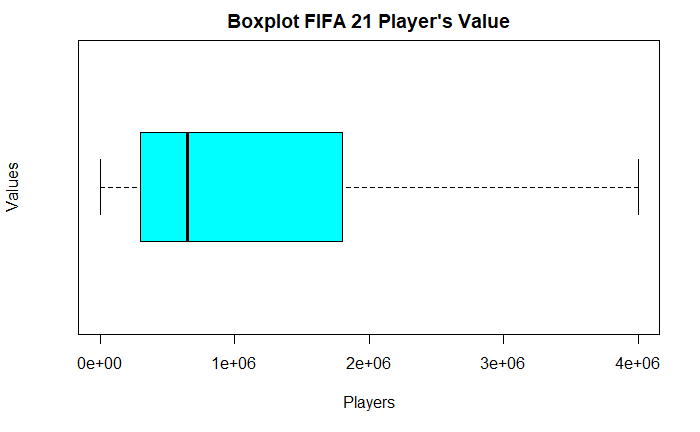 Boxplot FIFA 21 Player's Value
Values
0e+00 1e+06 2e+06 3e+06 4e+06
Players